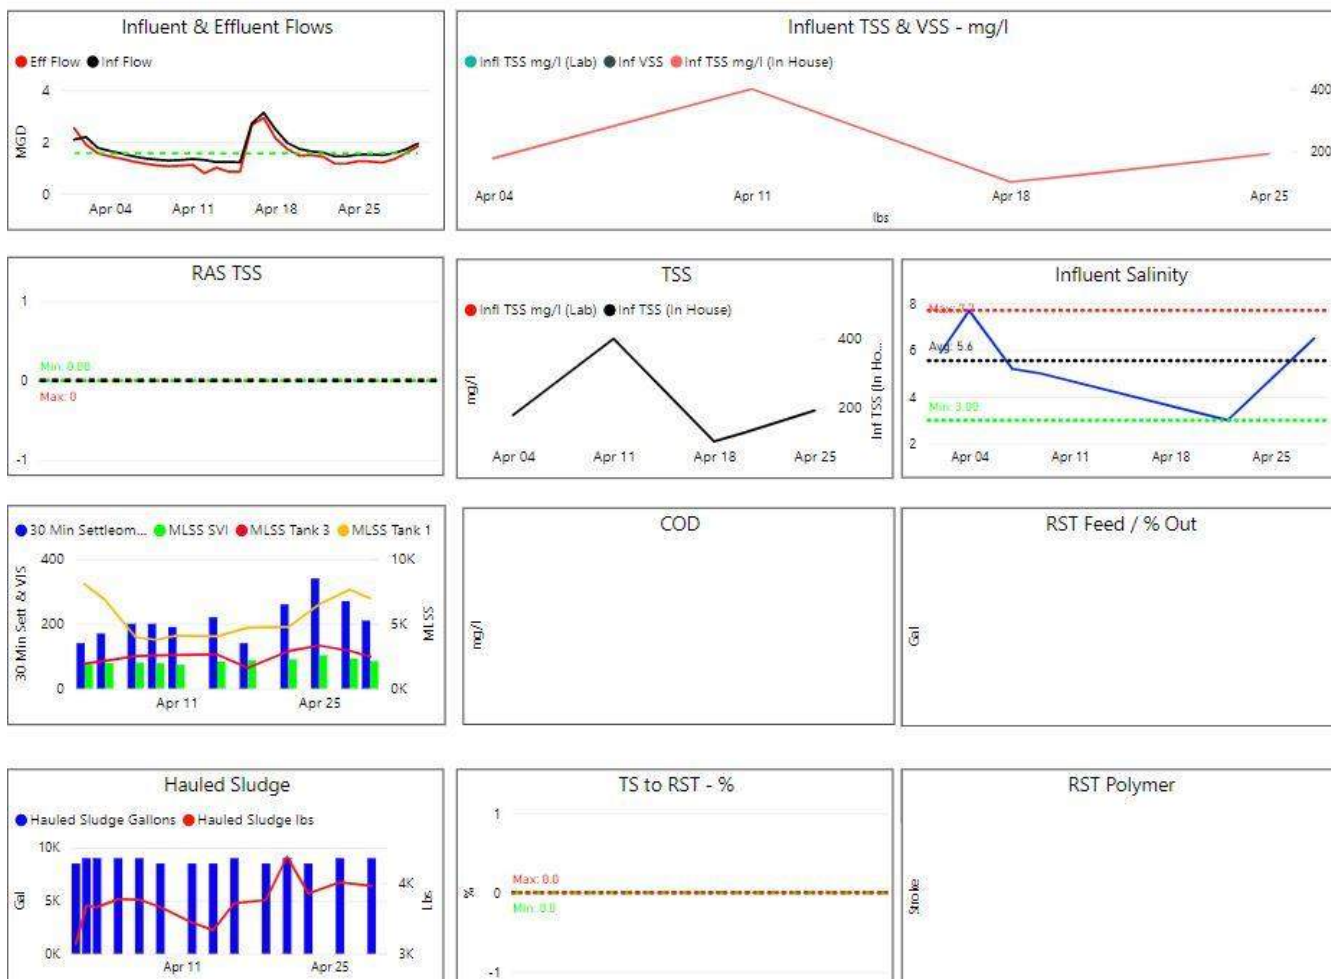 Influent & Effluent Flows
Eff Flow Inf Flow
4
2
0
MGD
Apr 04 Apr 11 Apr 18 Apr 25
Influent TSS & VSS - mg/l
Infl TSS mg/l (Lab) Inf VSS Inf TSS mg/l (In House)
400
200
Apr 04 Apr 11 Apr 18 Apr 25
lbs
RAS TSS
1
Min: 0.00
0
Max: 0
-1
TSS
Infl TSS mg/l (Lab) Inf TSS (In House)
400
200
mg/l
Inf TSS (In Ho...
Apr 04 Apr 11 Apr 18 Apr 25
Influent Salinity
8
Max: 7.7
6
Avg: 5.6
4
Min: 3.00
2
Apr 04 Apr 11 Apr 18 Apr 25
30 Min Settleom... MLSS SVI MLSS Tank 3 MLSS Tank 1
400 10K
200 5K
0 0K
30 Min Sett & VIS
MLSS
Apr 11 Apr 25
COD
mg/l
RST Feed / % Out
Gal
Hauled Sludge
Hauled Sludge Gallons Hauled Sludge lbs
10K
4K
5K
0K 3K
Gal
Lbs
Apr 11 Apr 25
TS to RST - %
1
Max: 0.0
0
Min: 0.0
-1
%
RST Polymer
Stroke